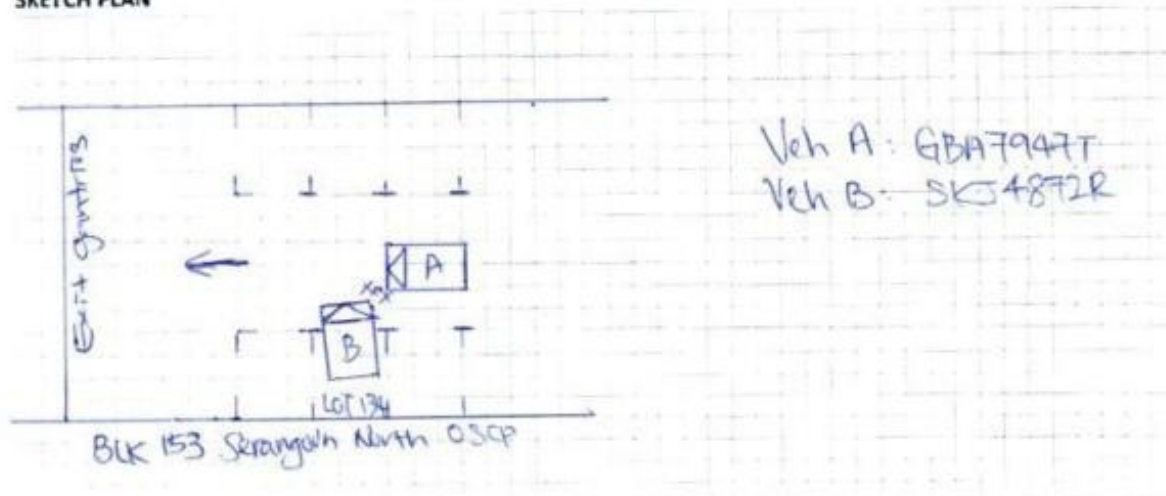 SKETCH PLAN
Veh A: GBA7947T
Veh B: SKJ4872R
Exit gantries
A
B
LOT 134
BLK 153 Serangoon North OSCP